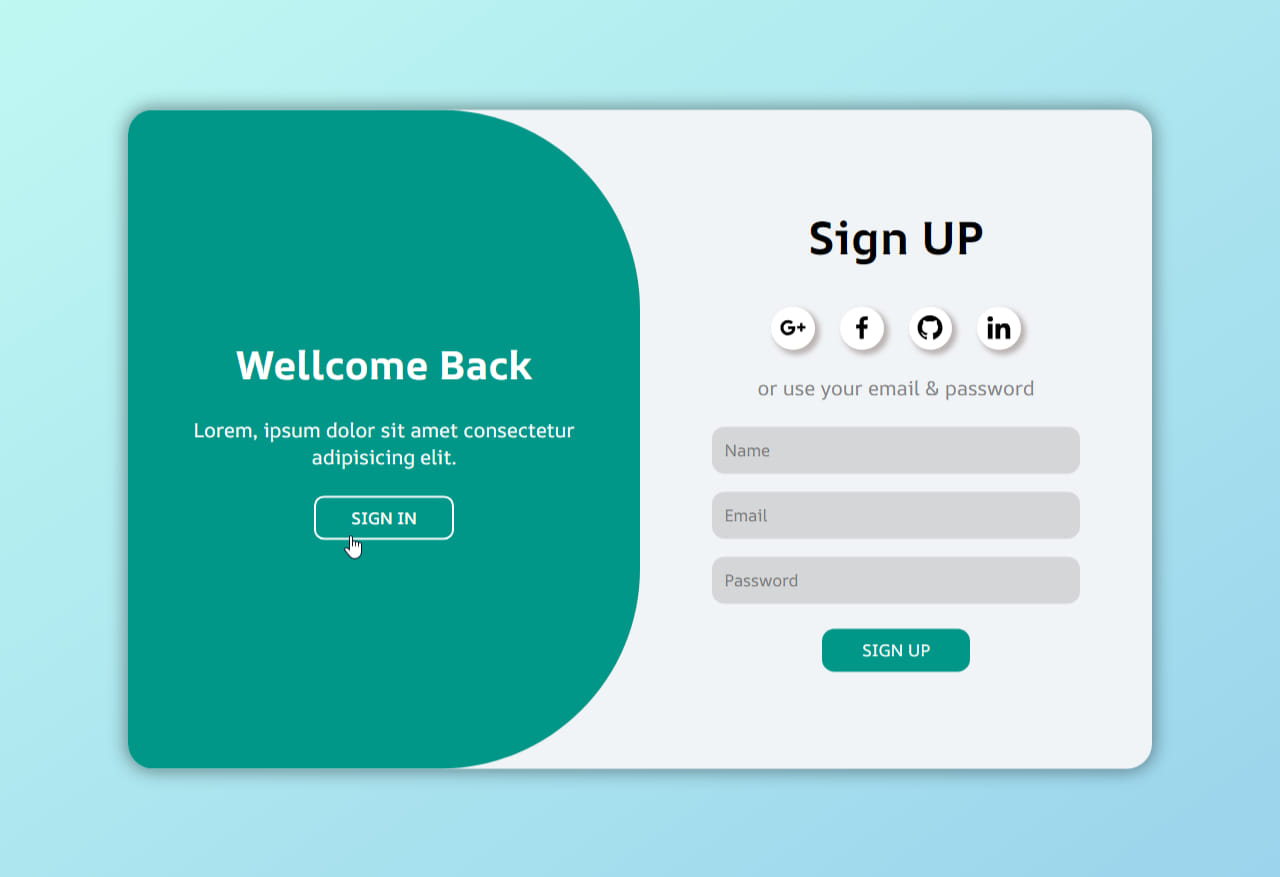 Wellcome Back
Lorem, ipsum dolor sit amet consectetur
adipisicing elit.
SIGN IN
Sign UP
G+
f
in
or use your email & password
Name
Email
Password
SIGN UP